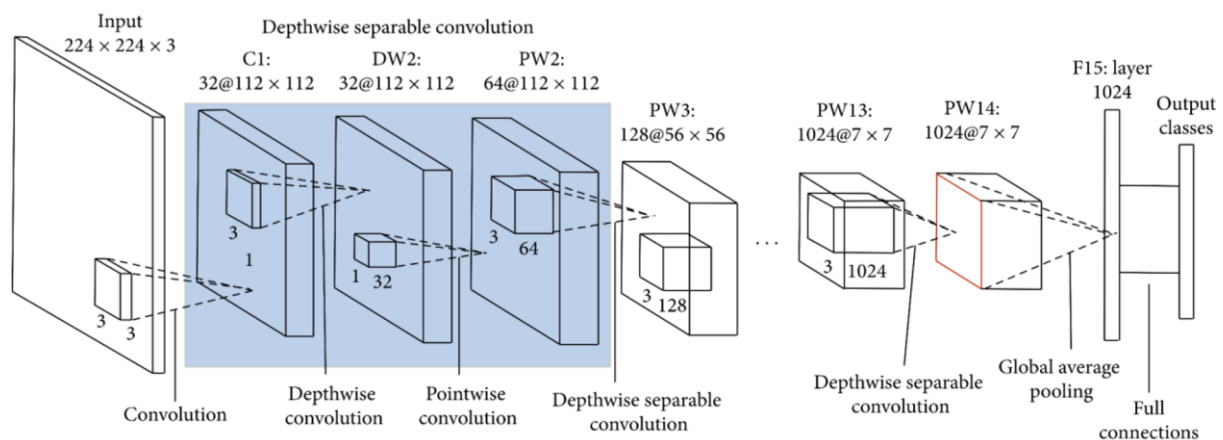 Input
224 × 224 × 3
Depthwise separable convolution
C1:
32@112 × 112
DW2:
32@112 × 112
PW2:
64@112 × 112
PW3:
128@56 × 56
PW13:
1024@7 × 7
PW14:
1024@7 × 7
F15: layer
1024
Output
classes
3
3
3
1
1
32
3
64
3
128
...
3
1024
Convolution
Depthwise
convolution
Pointwise
convolution
Depthwise separable
convolution
Depthwise separable
convolution
Global average
pooling
Full
connections